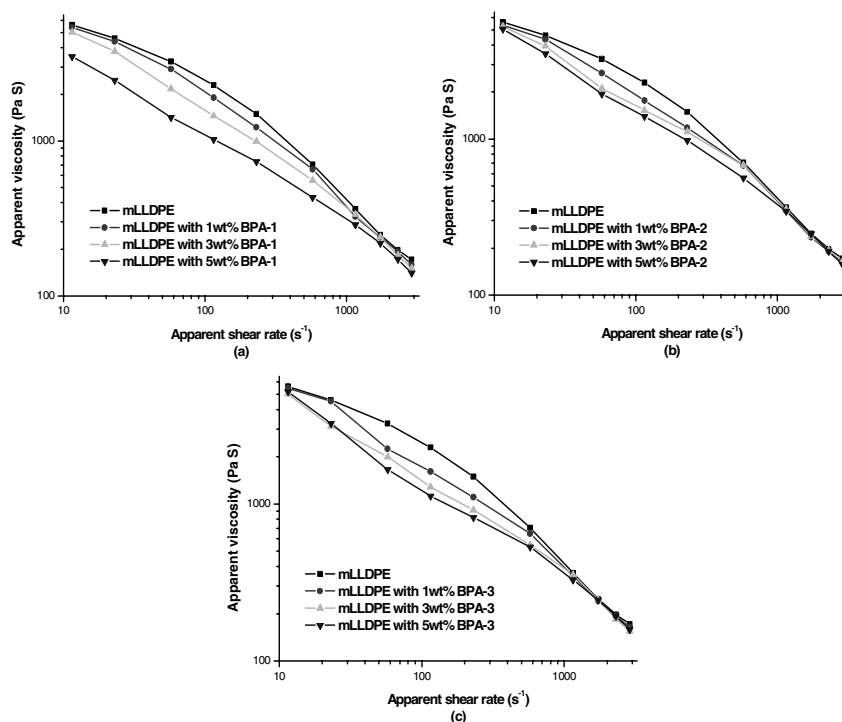 Apparent viscosity (Pa S)
1000
100
mLLDPE
mLLDPE with 1wt% BPA-1
mLLDPE with 3wt% BPA-1
mLLDPE with 5wt% BPA-1
10
100
1000
Apparent shear rate (s⁻¹)
(a)
Apparent viscosity (Pa S)
1000
100
mLLDPE
mLLDPE with 1wt% BPA-2
mLLDPE with 3wt% BPA-2
mLLDPE with 5wt% BPA-2
10
100
1000
Apparent shear rate (s⁻¹)
(b)
Apparent viscosity (Pa S)
1000
100
mLLDPE
mLLDPE with 1wt% BPA-3
mLLDPE with 3wt% BPA-3
mLLDPE with 5wt% BPA-3
10
100
1000
Apparent shear rate (s⁻¹)
(c)